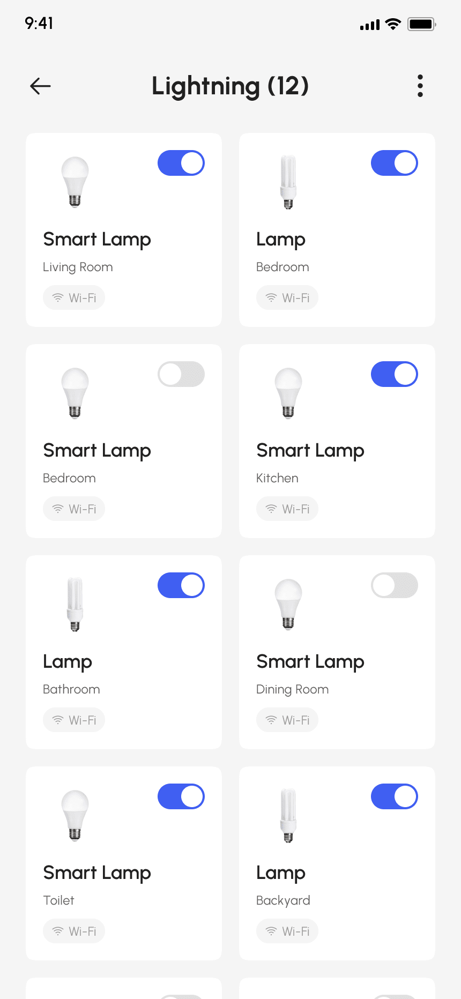 9:41
Lightning (12)
Smart Lamp
Living Room
Wi-Fi
Lamp
Bedroom
Wi-Fi
Smart Lamp
Bedroom
Wi-Fi
Smart Lamp
Kitchen
Wi-Fi
Lamp
Bathroom
Wi-Fi
Smart Lamp
Dining Room
Wi-Fi
Smart Lamp
Toilet
Wi-Fi
Lamp
Backyard
Wi-Fi